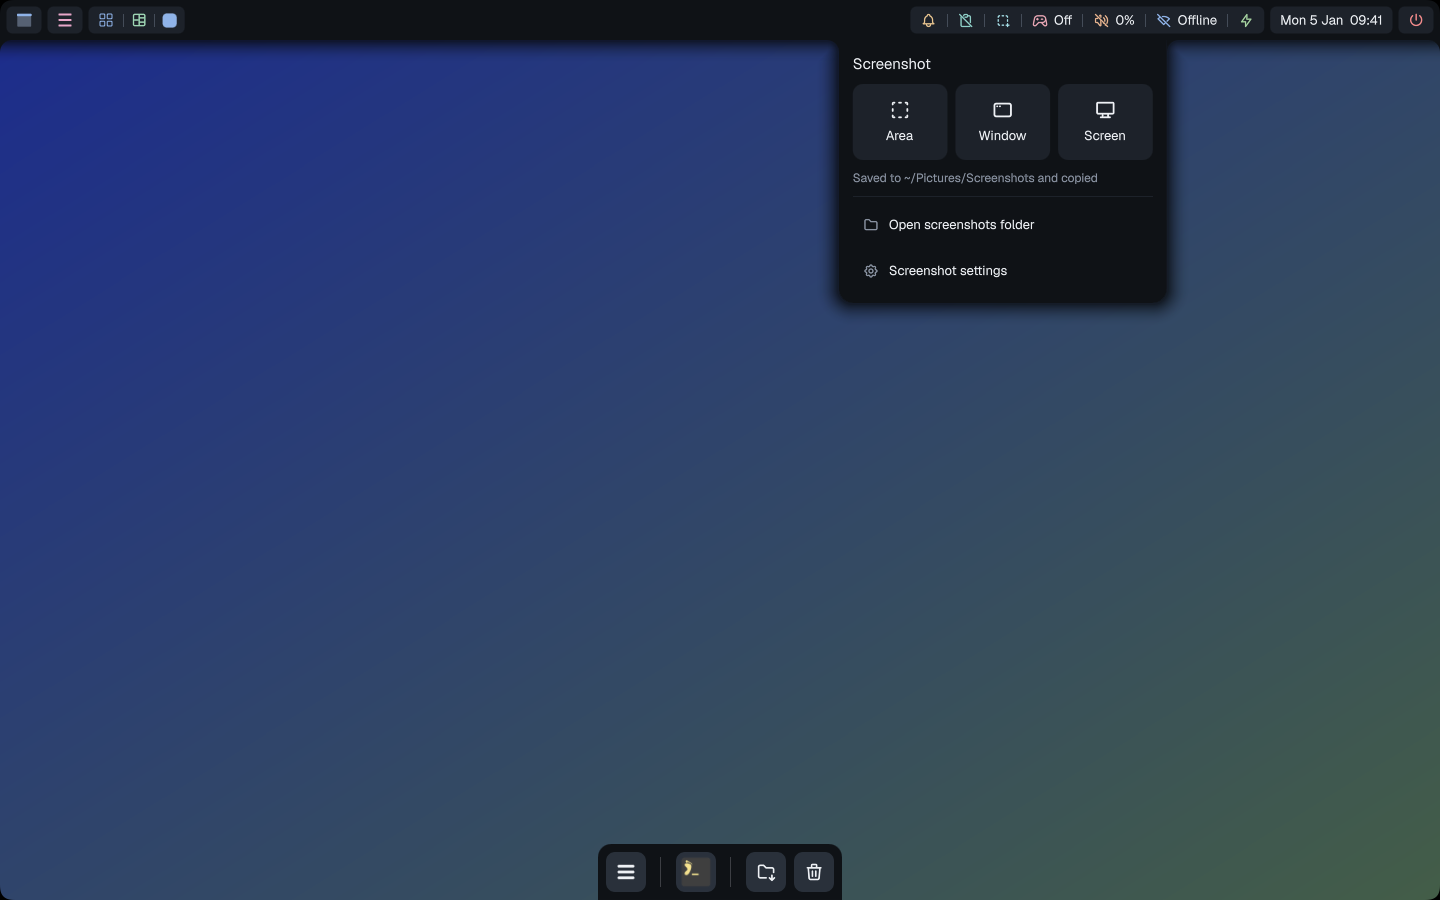 Off
0%
Offline
Mon 5 Jan 09:41
Screenshot
Area
Window
Screen
Saved to ~/Pictures/Screenshots and copied
Open screenshots folder
Screenshot settings